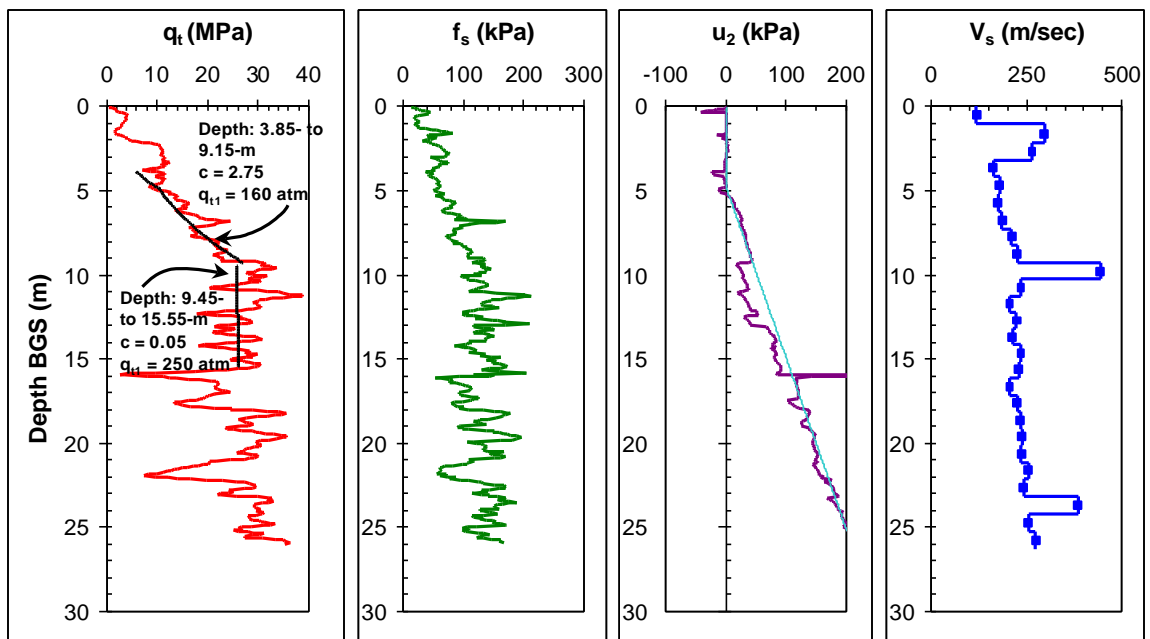 qt (MPa)
0 10 20 30 40
0
5
10
15
20
25
30
Depth BGS (m)
Depth: 3.85- to
9.15-m
c = 2.75
qt1 = 160 atm
Depth: 9.45-
to 15.55-m
c = 0.05
qt1 = 250 atm
fs (kPa)
0 100 200 300
0
5
10
15
20
25
30
u2 (kPa)
-100 0 100 200
0
5
10
15
20
25
30
Vs (m/sec)
0 250 500
0
5
10
15
20
25
30